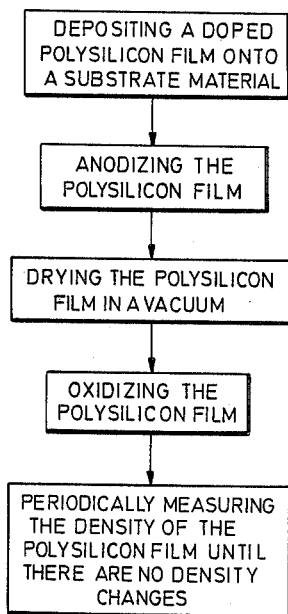 DEPOSITING A DOPED
POLYSILICON FILM ONTO
A SUBSTRATE MATERIAL
ANODIZING THE
POLYSILICON FILM
DRYING THE POLYSILICON
FILM IN A VACUUM
OXIDIZING THE
POLYSILICON FILM
PERIODICALLY MEASURING
THE DENSITY OF THE
POLYSILICON FILM UNTIL
THERE ARE NO DENSITY
CHANGES